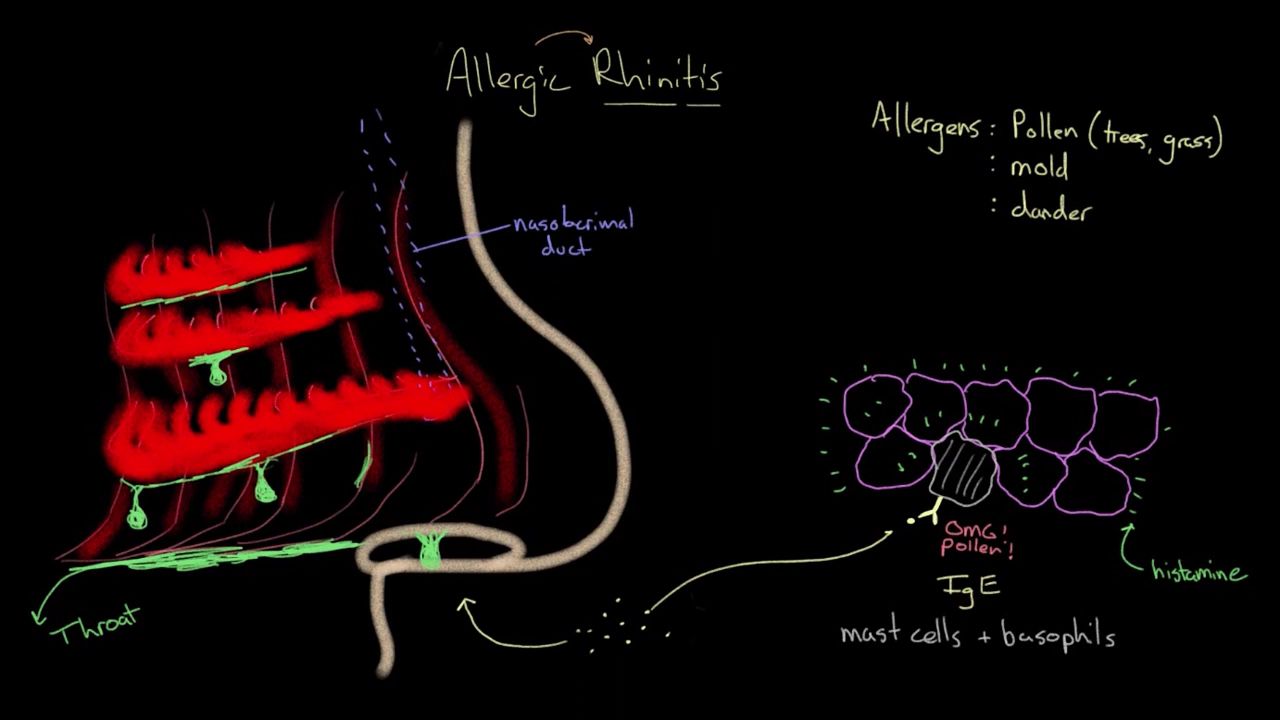 Allergic Rhinitis
Allergens : Pollen (trees, grass)
: mold
: dander
nasolacrimal
duct
OMG!
Pollen!
IgE
mast cells + basophils
histamine
Throat